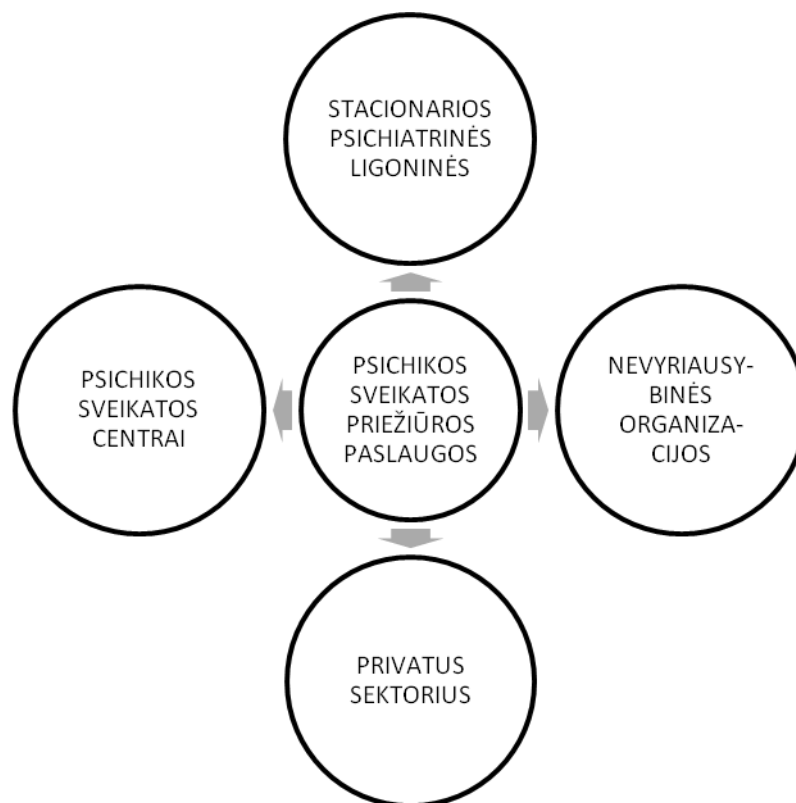 STACIONARIOS
PSICHIATRINĖS
LIGONINĖS
PSICHIKOS
SVEIKATOS
CENTRAI
PSICHIKOS
SVEIKATOS
PRIEŽIŪROS
PASLAUGOS
NEVYRIAUSY-
BINĖS
ORGANIZA-
CIJOS
PRIVATUS
SEKTORIUS